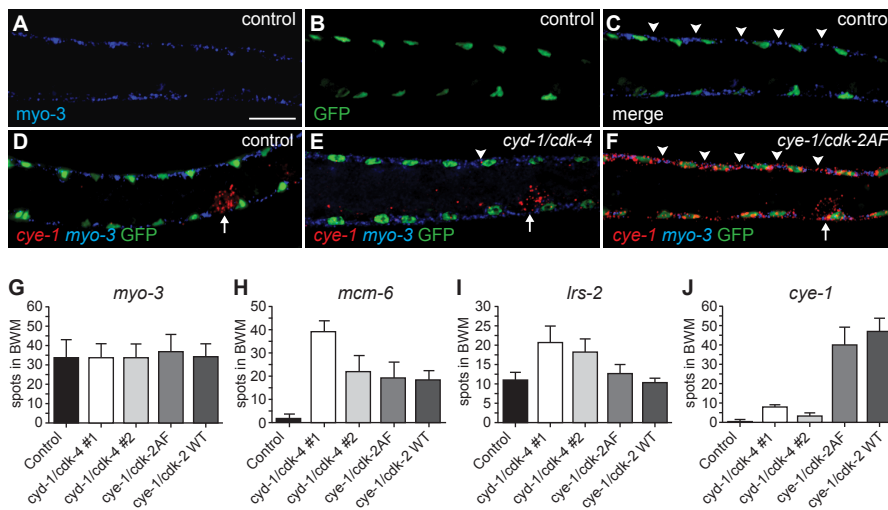 A control
myo-3
B control
GFP
C control
merge
D control
cye-1 myo-3 GFP
E cyd-1/cdk-4
cye-1 myo-3 GFP
F cye-1/cdk-2AF
cye-1 myo-3 GFP
G myo-3
spots in BWM
60
50
40
30
20
10
0
Control
cyd-1/cdk-4 #1
cyd-1/cdk-4 #2
cye-1/cdk-2AF
cye-1/cdk-2 WT
H mcm-6
spots in BWM
50
40
30
20
10
0
Control
cyd-1/cdk-4 #1
cyd-1/cdk-4 #2
cye-1/cdk-2AF
cye-1/cdk-2 WT
I lrs-2
spots in BWM
30
25
20
15
10
5
0
Control
cyd-1/cdk-4 #1
cyd-1/cdk-4 #2
cye-1/cdk-2AF
cye-1/cdk-2 WT
J cye-1
spots in BWM
60
50
40
30
20
10
0
Control
cyd-1/cdk-4 #1
cyd-1/cdk-4 #2
cye-1/cdk-2AF
cye-1/cdk-2 WT